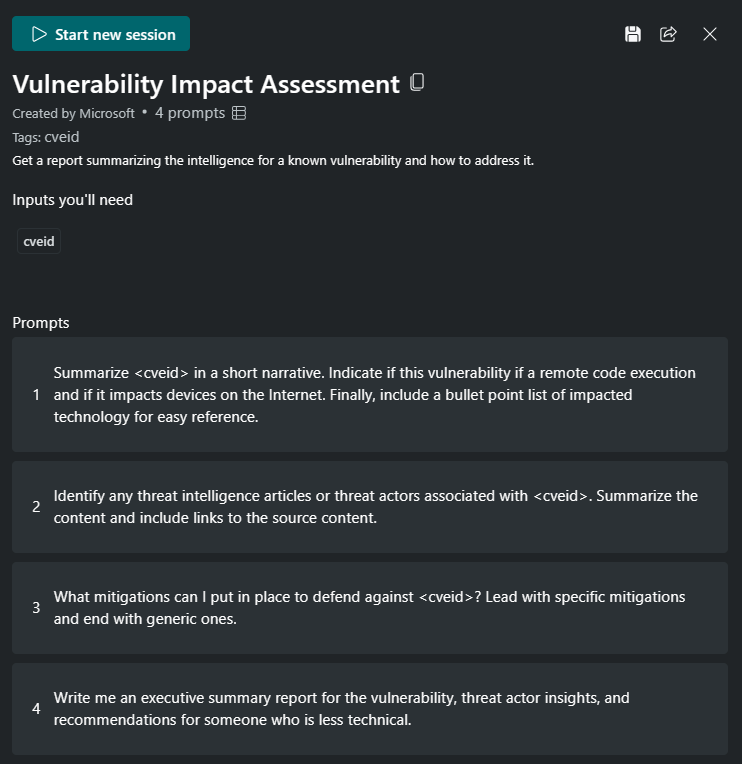 Start new session
Vulnerability Impact Assessment
Created by Microsoft • 4 prompts
Tags: cveid
Get a report summarizing the intelligence for a known vulnerability and how to address it.
Inputs you'll need
cveid
Prompts
1
Summarize <cveid> in a short narrative. Indicate if this vulnerability if a remote code execution
and if it impacts devices on the Internet. Finally, include a bullet point list of impacted
technology for easy reference.
2
Identify any threat intelligence articles or threat actors associated with <cveid>. Summarize the
content and include links to the source content.
3
What mitigations can I put in place to defend against <cveid>? Lead with specific mitigations
and end with generic ones.
4
Write me an executive summary report for the vulnerability, threat actor insights, and
recommendations for someone who is less technical.